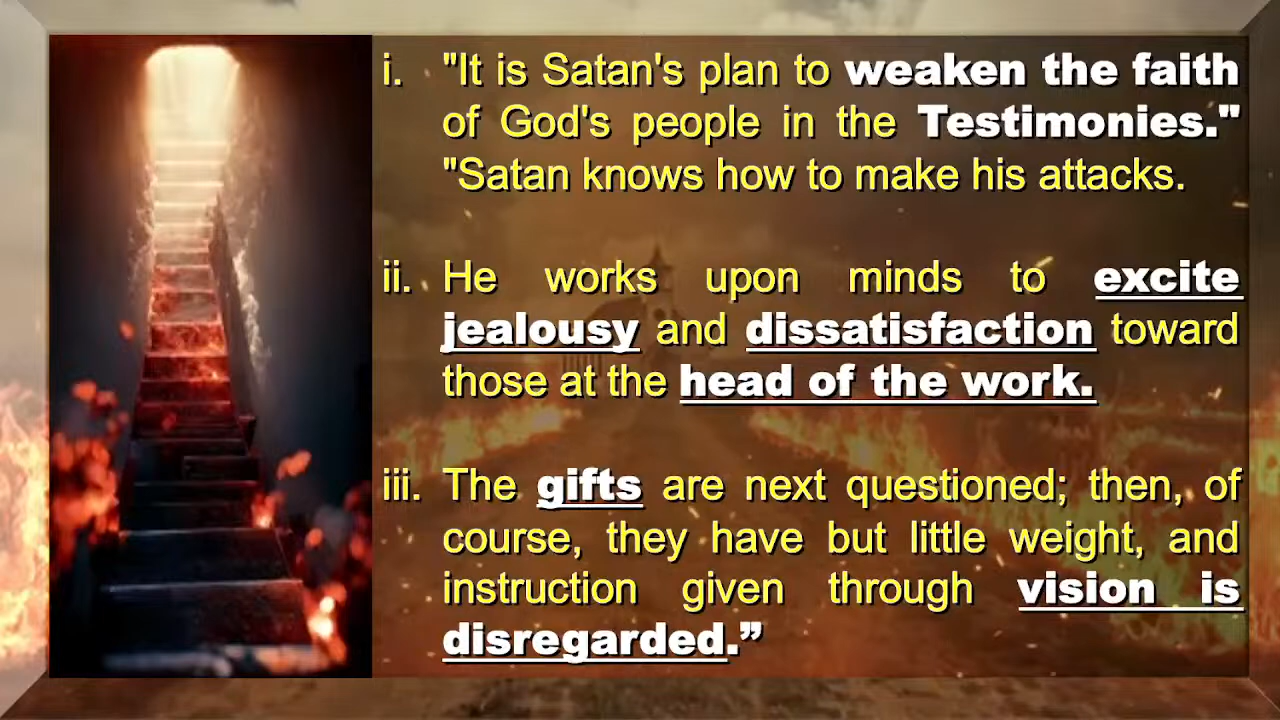 i. "It is Satan's plan to weaken the faith
of God's people in the Testimonies."
"Satan knows how to make his attacks.
ii. He works upon minds to excite
jealousy and dissatisfaction toward
those at the head of the work.
iii. The gifts are next questioned; then, of
course, they have but little weight, and
instruction given through vision is
disregarded.”